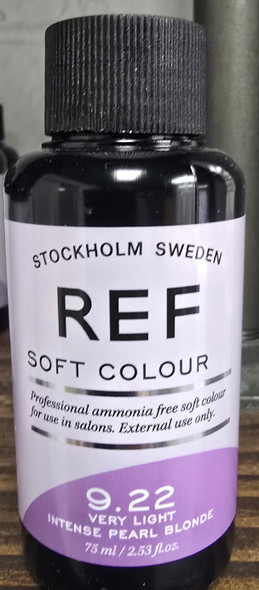 STOCKHOLM SWEDEN
REF
SOFT COLOUR
Professional ammonia free soft colour
for use in salons. External use only.
9.22
VERY LIGHT
INTENSE PEARL BLONDE
75 ml / 2.53 fl.oz.